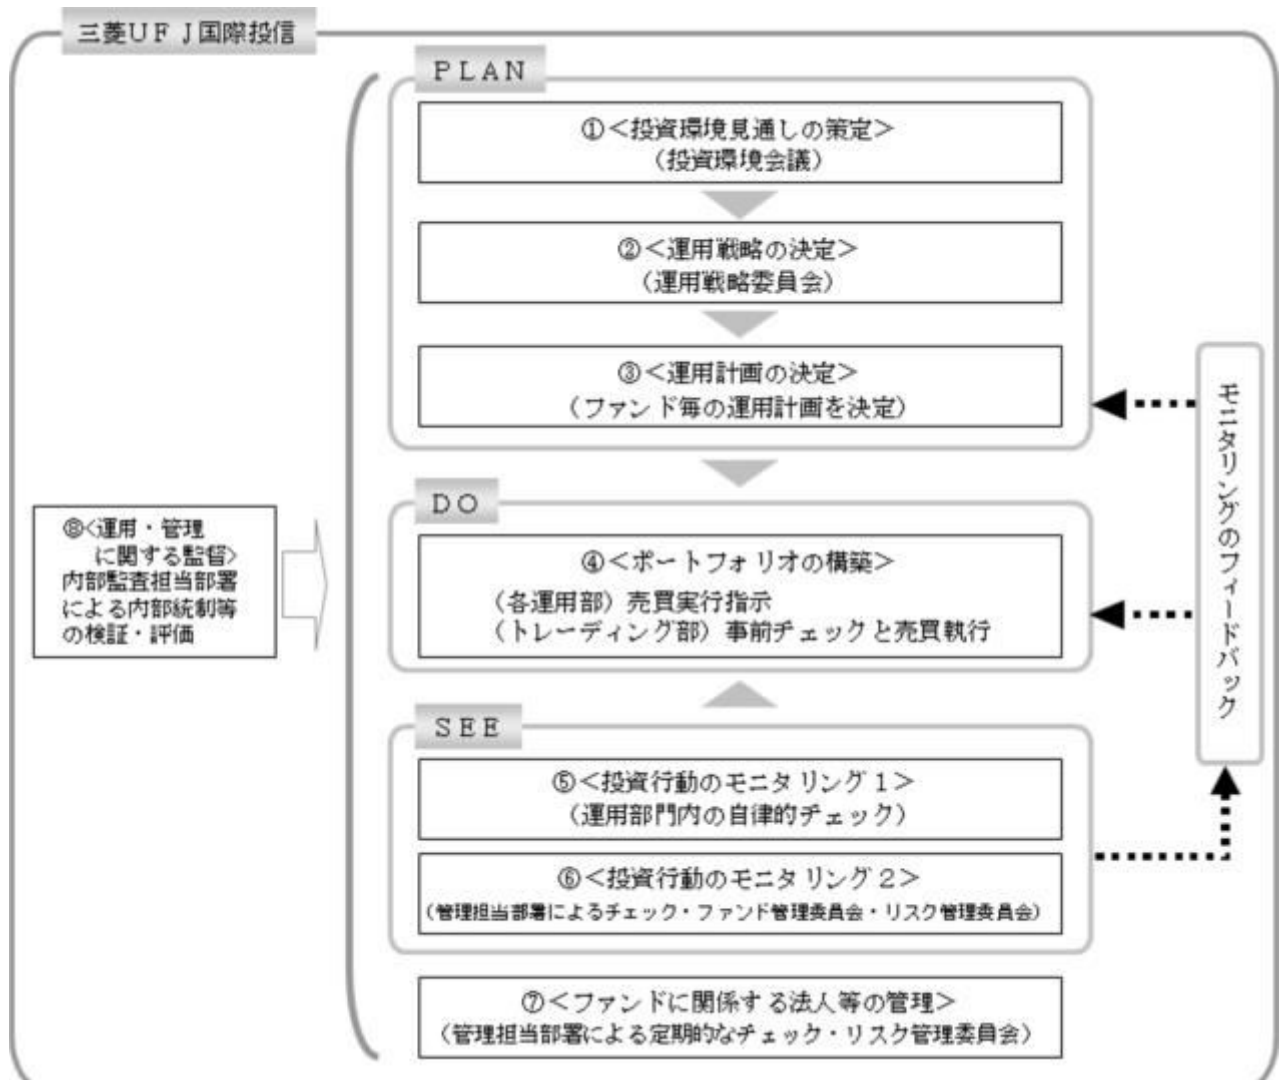 三菱ＵＦＪ国際投信
ＰＬＡＮ
①＜投資環境見通しの策定＞
（投資環境会議）
②＜運用戦略の決定＞
（運用戦略委員会）
③＜運用計画の決定＞
（ファンド毎の運用計画を決定）
ＤＯ
④＜ポートフォリオの構築＞
（各運用部）売買実行指示
（トレーディング部）事前チェックと売買執行
ＳＥＥ
⑤＜投資行動のモニタリング１＞
（運用部門内の自律的チェック）
⑥＜投資行動のモニタリング２＞
（管理担当部署によるチェック・ファンド管理委員会・リスク管理委員会）
⑦＜ファンドに関係する法人等の管理＞
（管理担当部署による定期的なチェック・リスク管理委員会）
⑧＜運用・管理
に関する監督＞
内部監査担当部署
による内部統制等
の検証・評価
モニタリングのフィードバック